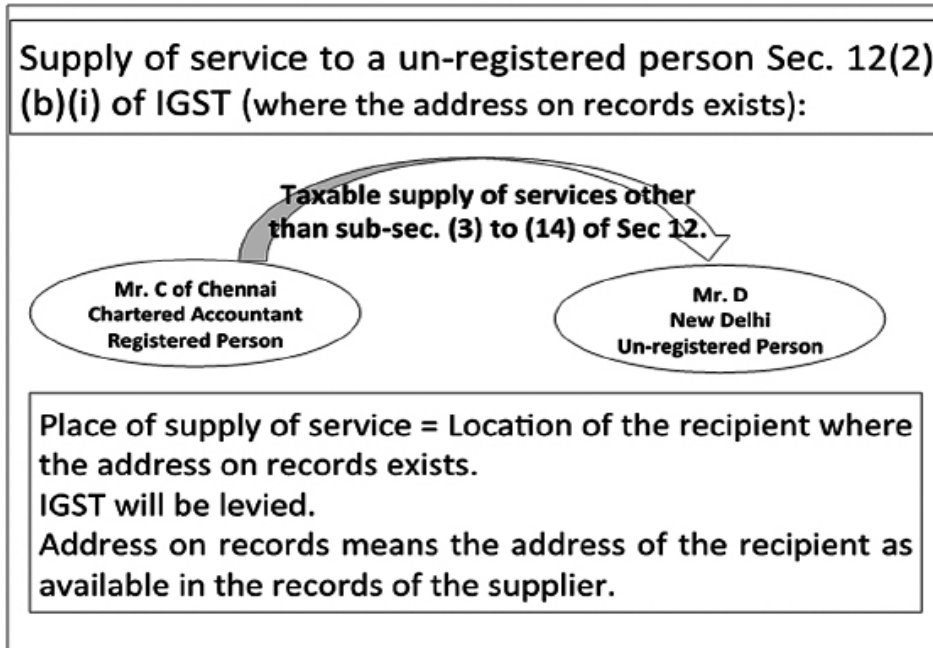 Supply of service to a un-registered person Sec. 12(2)
(b)(i) of IGST (where the address on records exists):
Taxable supply of services other
than sub-sec. (3) to (14) of Sec 12.
Mr. C of Chennai
Chartered Accountant
Registered Person
Mr. D
New Delhi
Un-registered Person
Place of supply of service = Location of the recipient where
the address on records exists.
IGST will be levied.
Address on records means the address of the recipient as
available in the records of the supplier.